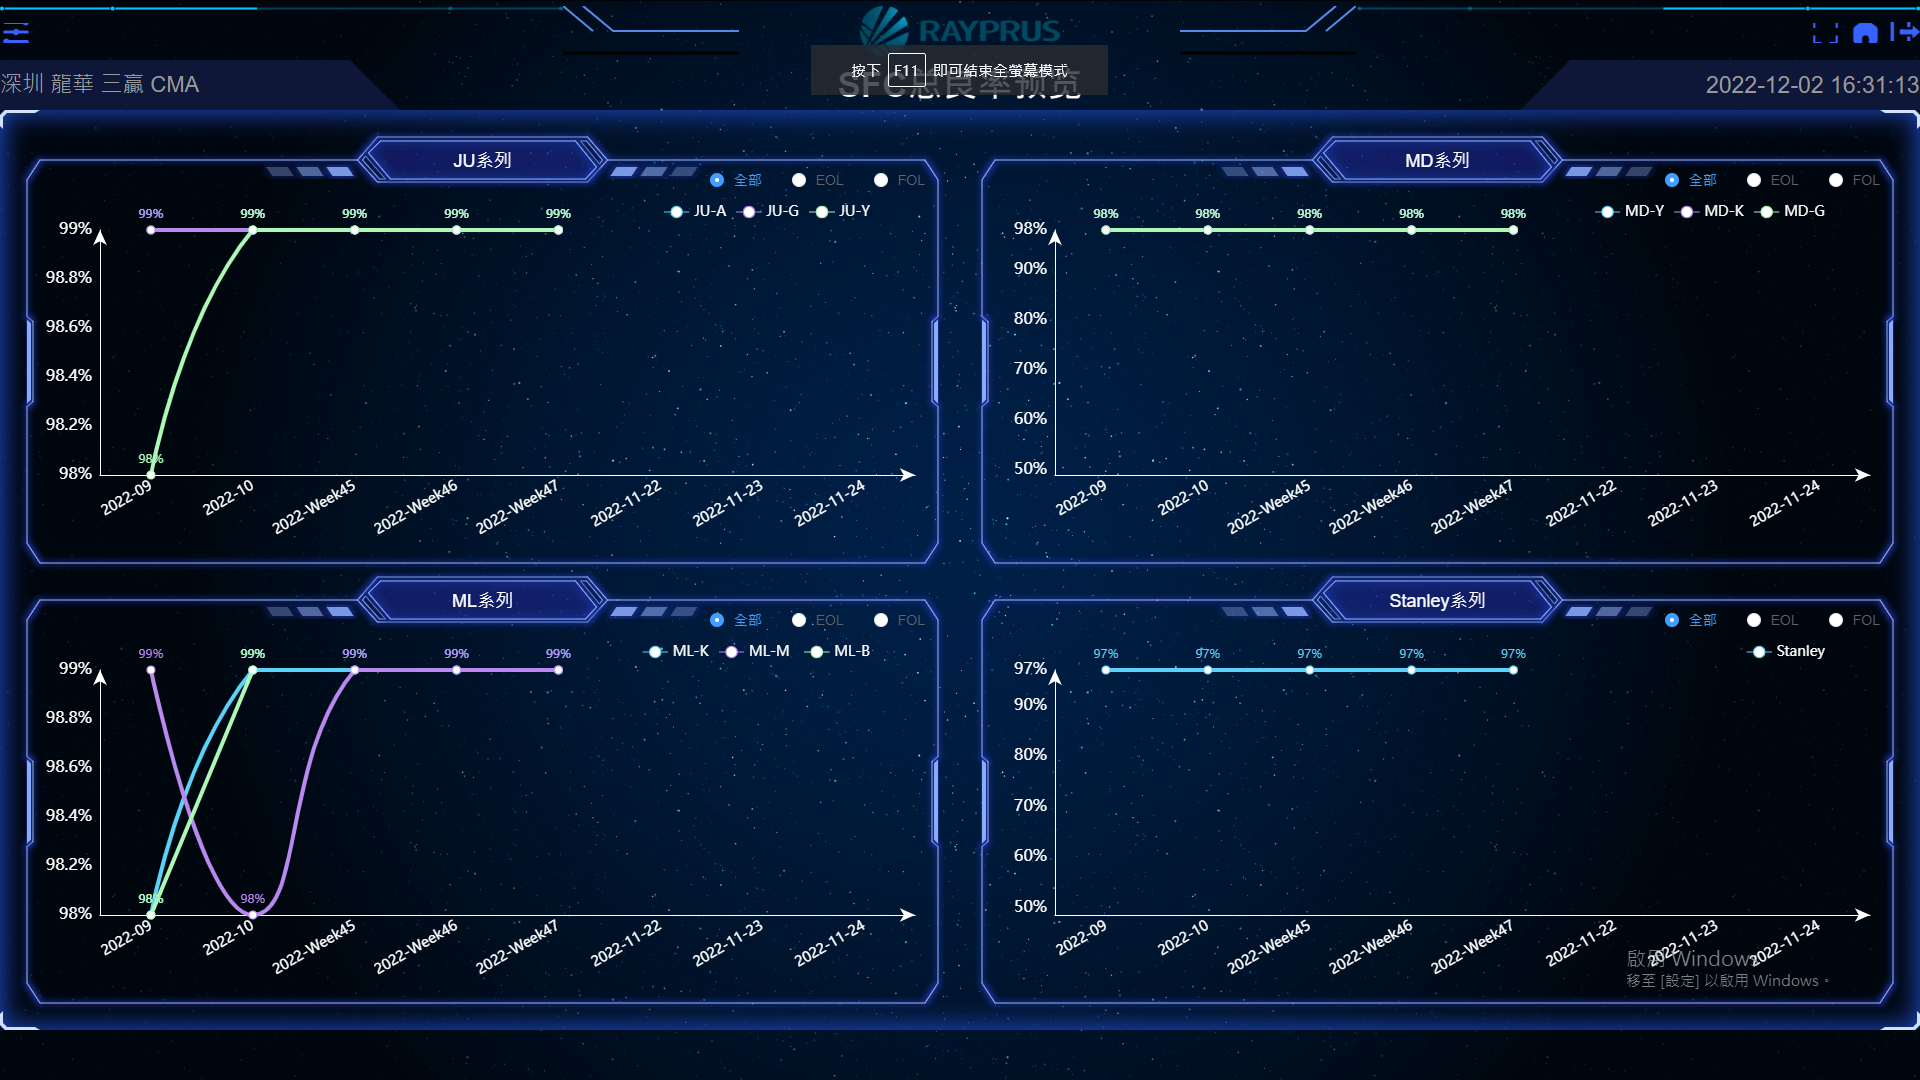 RAYPRUS
按下 F11 即可結束全螢幕模式
SFC总良率预览
深圳 龍華 三贏 CMA
2022-12-02 16:31:13
JU系列
全部 EOL FOL
JU-A JU-G JU-Y
99% 99% 99% 99% 99%
99%
98.8%
98.6%
98.4%
98.2%
98%
98%
2022-09 2022-10 2022-Week45 2022-Week46 2022-Week47 2022-11-22 2022-11-23 2022-11-24
MD系列
全部 EOL FOL
MD-Y MD-K MD-G
98% 98% 98% 98% 98%
98%
90%
80%
70%
60%
50%
2022-09 2022-10 2022-Week45 2022-Week46 2022-Week47 2022-11-22 2022-11-23 2022-11-24
ML系列
全部 EOL FOL
ML-K ML-M ML-B
99% 99% 99% 99% 99%
99%
98.8%
98.6%
98.4%
98.2%
98% 98%
98%
2022-09 2022-10 2022-Week45 2022-Week46 2022-Week47 2022-11-22 2022-11-23 2022-11-24
Stanley系列
全部 EOL FOL
Stanley
97% 97% 97% 97% 97%
97%
90%
80%
70%
60%
50%
2022-09 2022-10 2022-Week45 2022-Week46 2022-Week47 2022-11-22 2022-11-23 2022-11-24
啟用 Windows
移至 [設定] 以啟用 Windows。